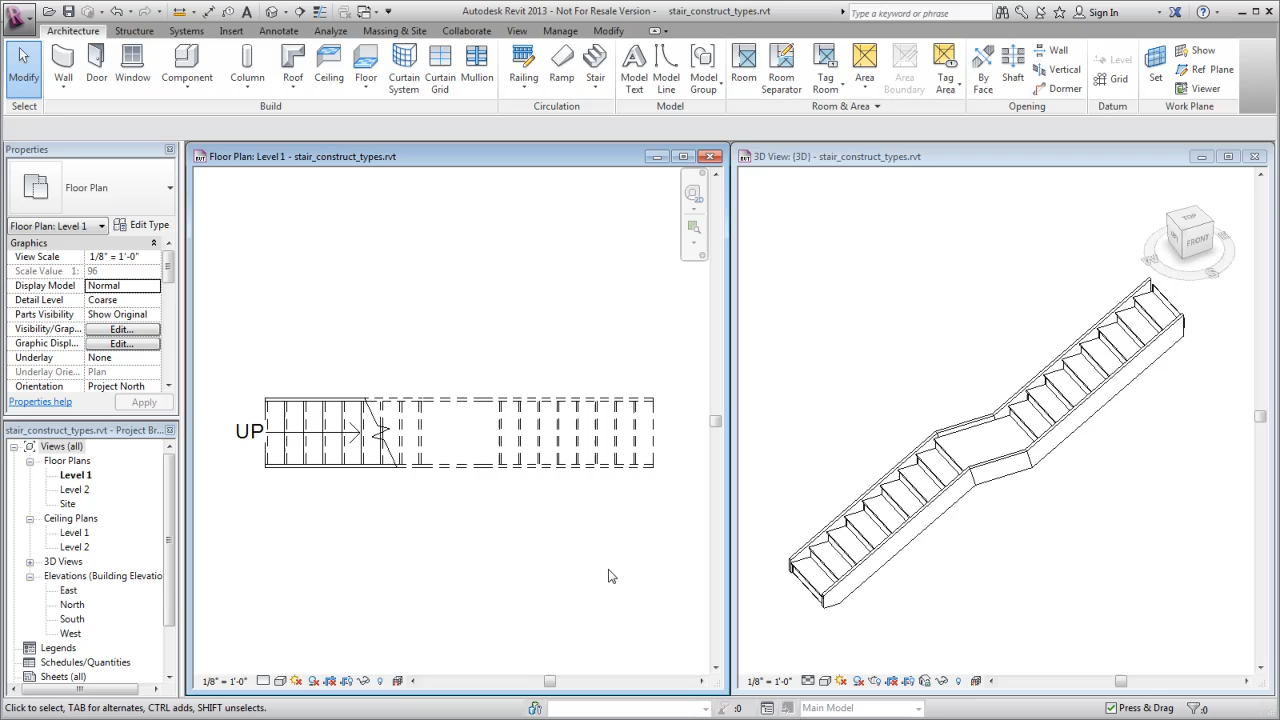 Autodesk Revit 2013 - Not For Resale Version - stair_construct_types.rvt
Type a keyword or phrase
Sign In
Architecture Structure Systems Insert Annotate Analyze Massing & Site Collaborate View Manage Modify
Modify Wall Door Window Component Column Roof Ceiling Floor Curtain System Curtain Grid Mullion Railing Ramp Stair Model Text Model Line Model Group Room Room Separator Tag Room Area Area Boundary Tag Area By Face Shaft Wall Vertical Dormer Level Grid Set Show Ref Plane Viewer
Select Build Circulation Model Room & Area Opening Datum Work Plane
Properties
Floor Plan
Floor Plan: Level 1 Edit Type
Graphics
View Scale 1/8" = 1'-0"
Scale Value 1: 96
Display Model Normal
Detail Level Coarse
Parts Visibility Show Original
Visibility/Grap... Edit...
Graphic Displ... Edit...
Underlay None
Underlay Orie... Plan
Orientation Project North
Properties help Apply
stair_construct_types.rvt - Project Br...
Views (all)
Floor Plans
Level 1
Level 2
Site
Ceiling Plans
Level 1
Level 2
3D Views
Elevations (Building Elevatio
East
North
South
West
Legends
Schedules/Quantities
Sheets (all)
Floor Plan: Level 1 - stair_construct_types.rvt
2D
UP
1/8" = 1'-0"
3D View: {3D} - stair_construct_types.rvt
TOP
FRONT
1/8" = 1'-0"
Click to select, TAB for alternates, CTRL adds, SHIFT unselects.
:0
Main Model
Press & Drag
:0